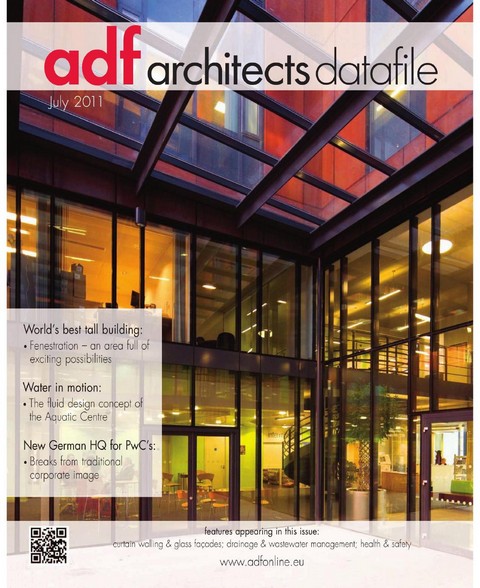 adf architects datafile
July 2011
World's best tall building:
• Fenestration – an area full of
exciting possibilities
Water in motion:
• The fluid design concept of
the Aquatic Centre
New German HQ for PwC's:
• Breaks from traditional
corporate image
features appearing in this issue:
curtain walling & glass façades; drainage & wastewater management; health & safety
www.adfonline.eu